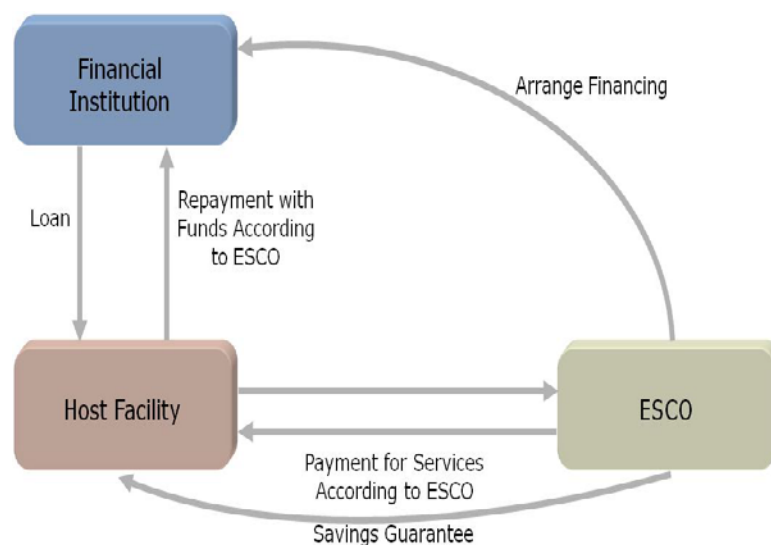 Financial
Institution
Arrange Financing
Loan
Repayment with
Funds According
to ESCO
Host Facility
ESCO
Payment for Services
According to ESCO
Savings Guarantee